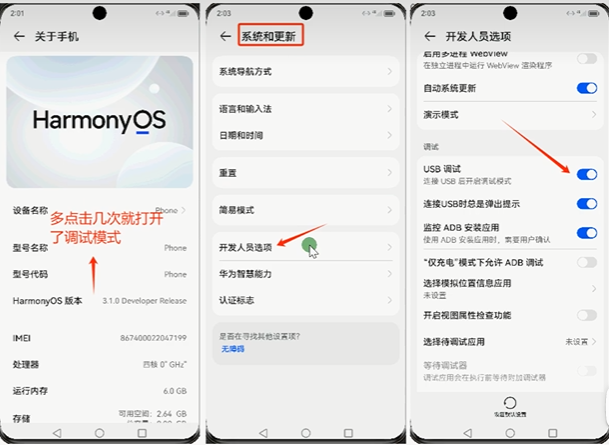 2:01
关于手机
HarmonyOS
设备名称
Phone
多点击几次就打开
了调试模式
型号名称
Phone
型号代码
Phone
HarmonyOS 版本
3.1.0 Developer Release
IMEI
867400022047199
处理器
四核 0" GHz"
运行内存
6.0 GB
存储
可用空间: 2.64 GB
2:03
系统和更新
系统导航方式
语言和输入法
日期和时间
重置
简易模式
开发人员选项
华为智慧能力
认证标志
是否在寻找其他设置项?
无障碍
2:03
开发人员选项
启用多进程 WebView
在独立进程中运行 WebView 渲染程序
自动系统更新
演示模式
调试
USB 调试
连接 USB 后开启调试模式
连接USB时总是弹出提示
监控 ADB 安装应用
使用 ADB 安装应用时，需要用户确认
“仅充电”模式下允许 ADB 调试
选择模拟位置信息应用
未设置
开启视图属性检查功能
选择待调试应用
未设置
等待调试器
调试应用会在执行前等待附加调试器
恢复默认设置